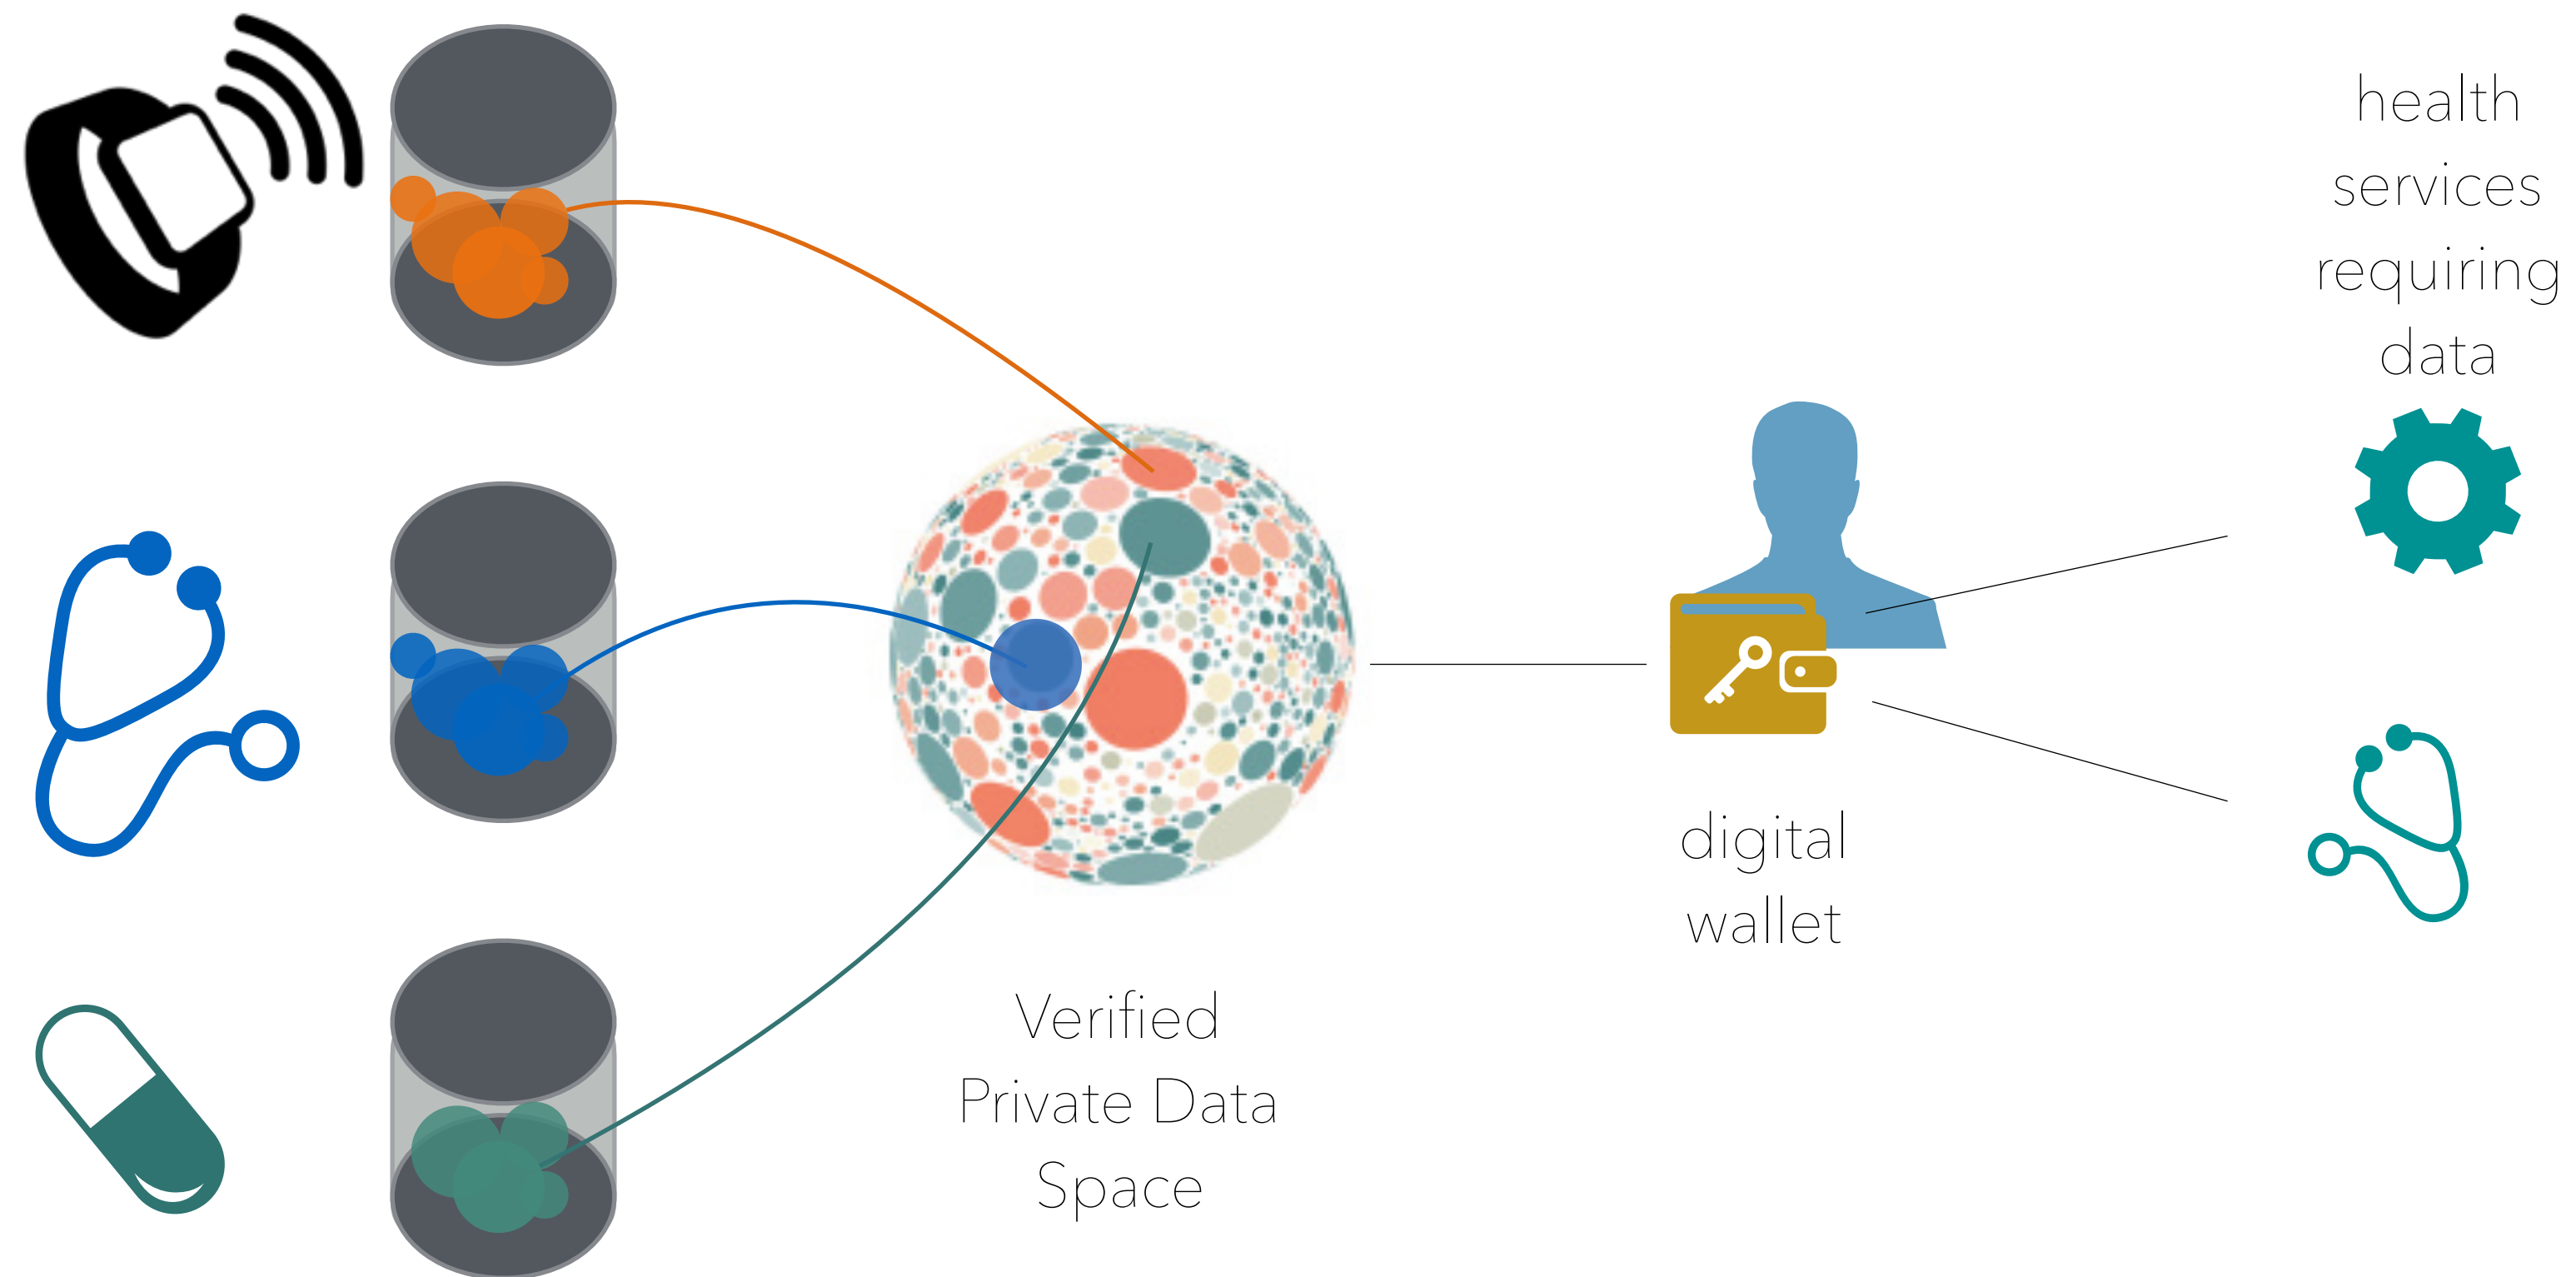 health
services
requiring
data
digital
wallet
Verified
Private Data
Space